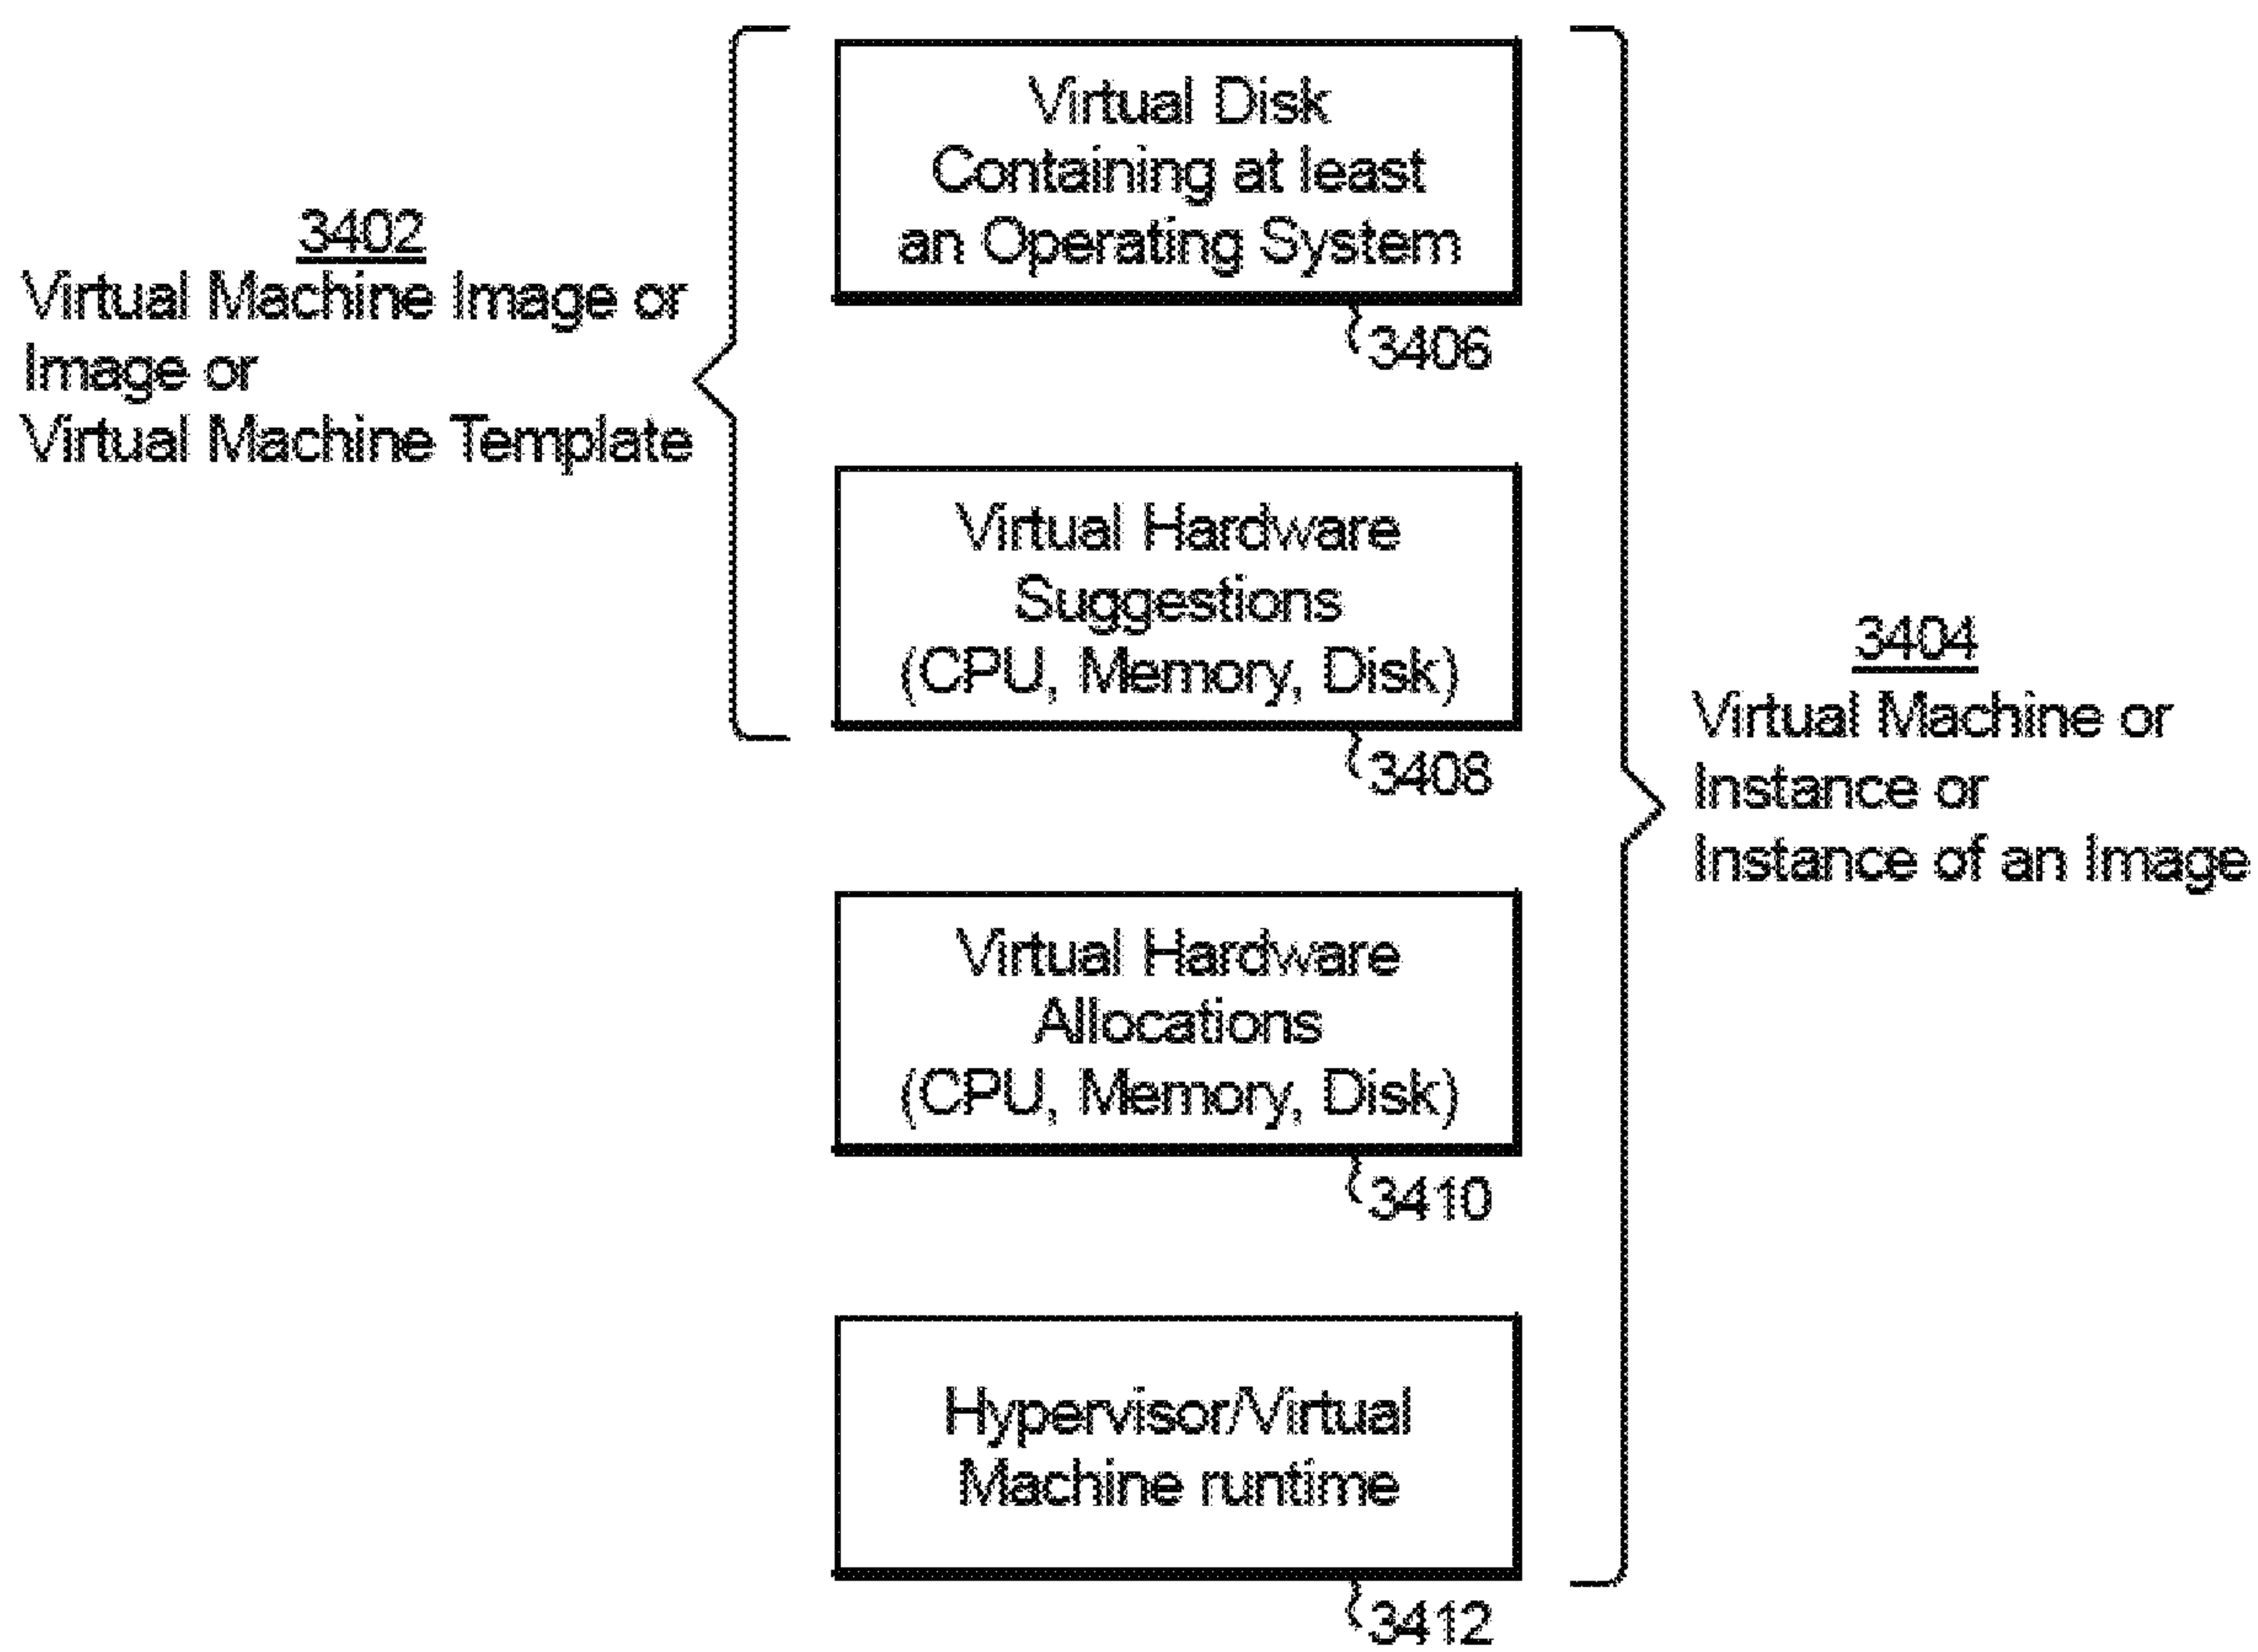 3402
Virtual Machine Image or
Image or
Virtual Machine Template
Virtual Disk
Containing at least
an Operating System
3406
Virtual Hardware
Suggestions
(CPU, Memory, Disk)
3408
Virtual Hardware
Allocations
(CPU, Memory, Disk)
3410
Hypervisor/Virtual
Machine runtime
3412
3404
Virtual Machine or
Instance or
Instance of an Image